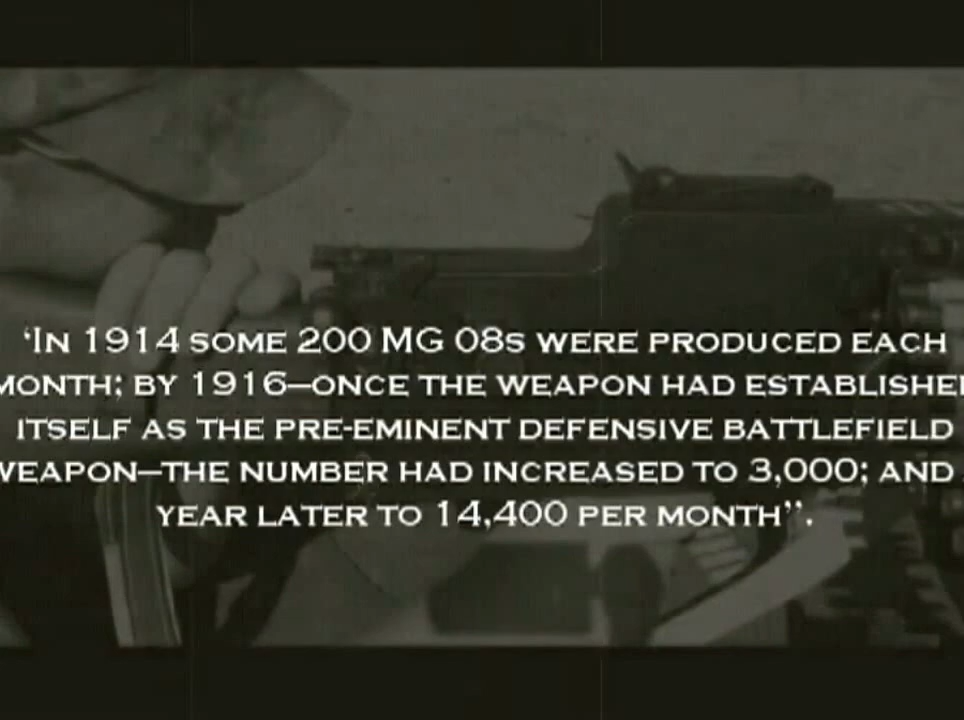 ‘In 1914 some 200 MG 08s were produced each
month; by 1916—once the weapon had establishe
itself as the pre-eminent defensive battlefield
weapon—the number had increased to 3,000; and
year later to 14,400 per month’’.